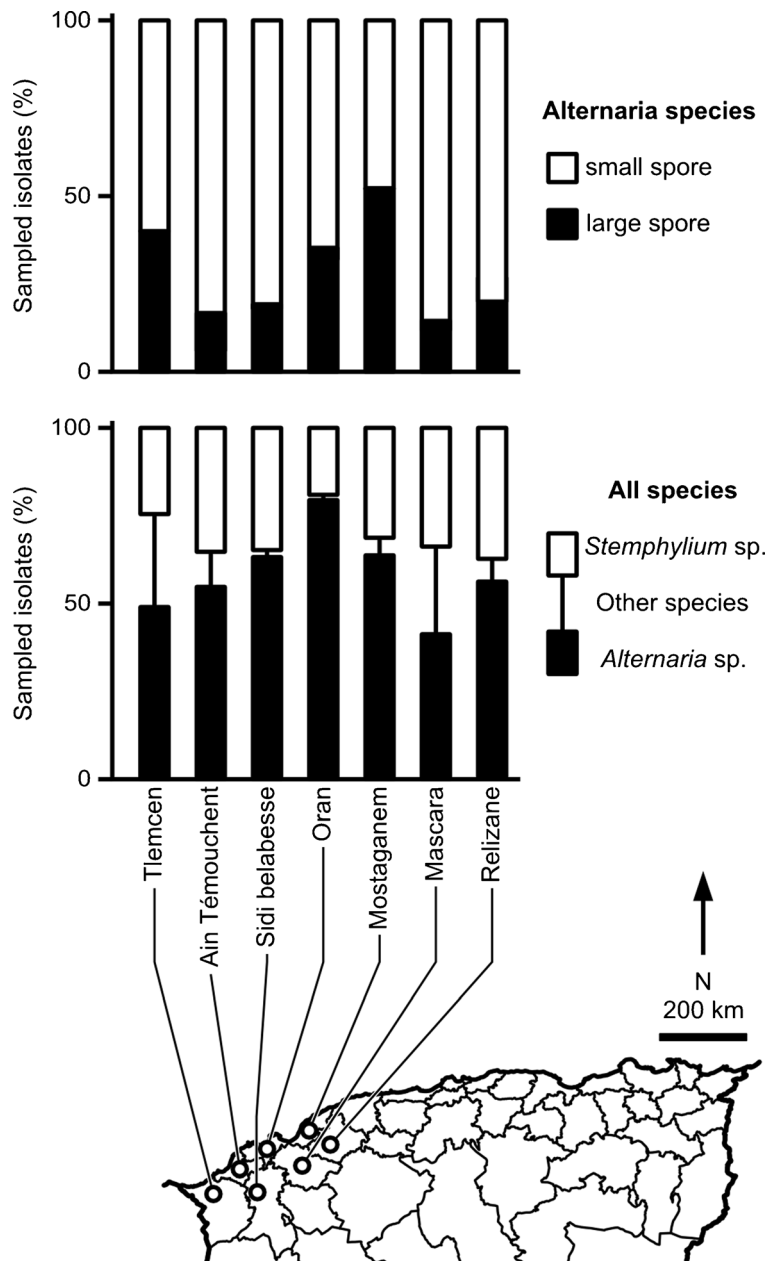 100
50
0
Sampled isolates (%)
Alternaria species
small spore
large spore
100
50
0
Sampled isolates (%)
All species
Stemphylium sp.
Other species
Alternaria sp.
Tlemcen
Ain Témouchent
Sidi belabesse
Oran
Mostaganem
Mascara
Relizane
N
200 km